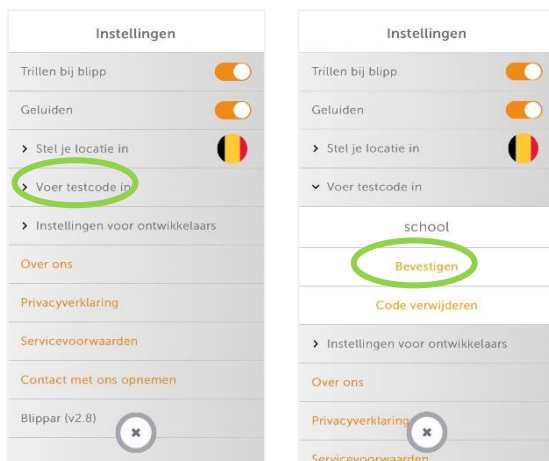 Instellingen
Trillen bij blipp
Geluiden
Stel je locatie in
Voer testcode in
Instellingen voor ontwikkelaars
Over ons
Privacyverklaring
Servicevoorwaarden
Contact met ons opnemen
Blippar (v2.8)
Instellingen
Trillen bij blipp
Geluiden
Stel je locatie in
Voer testcode in
school
Bevestigen
Code verwijderen
Instellingen voor ontwikkelaars
Over ons
Privacyverklaring
Servicevoorwaarden